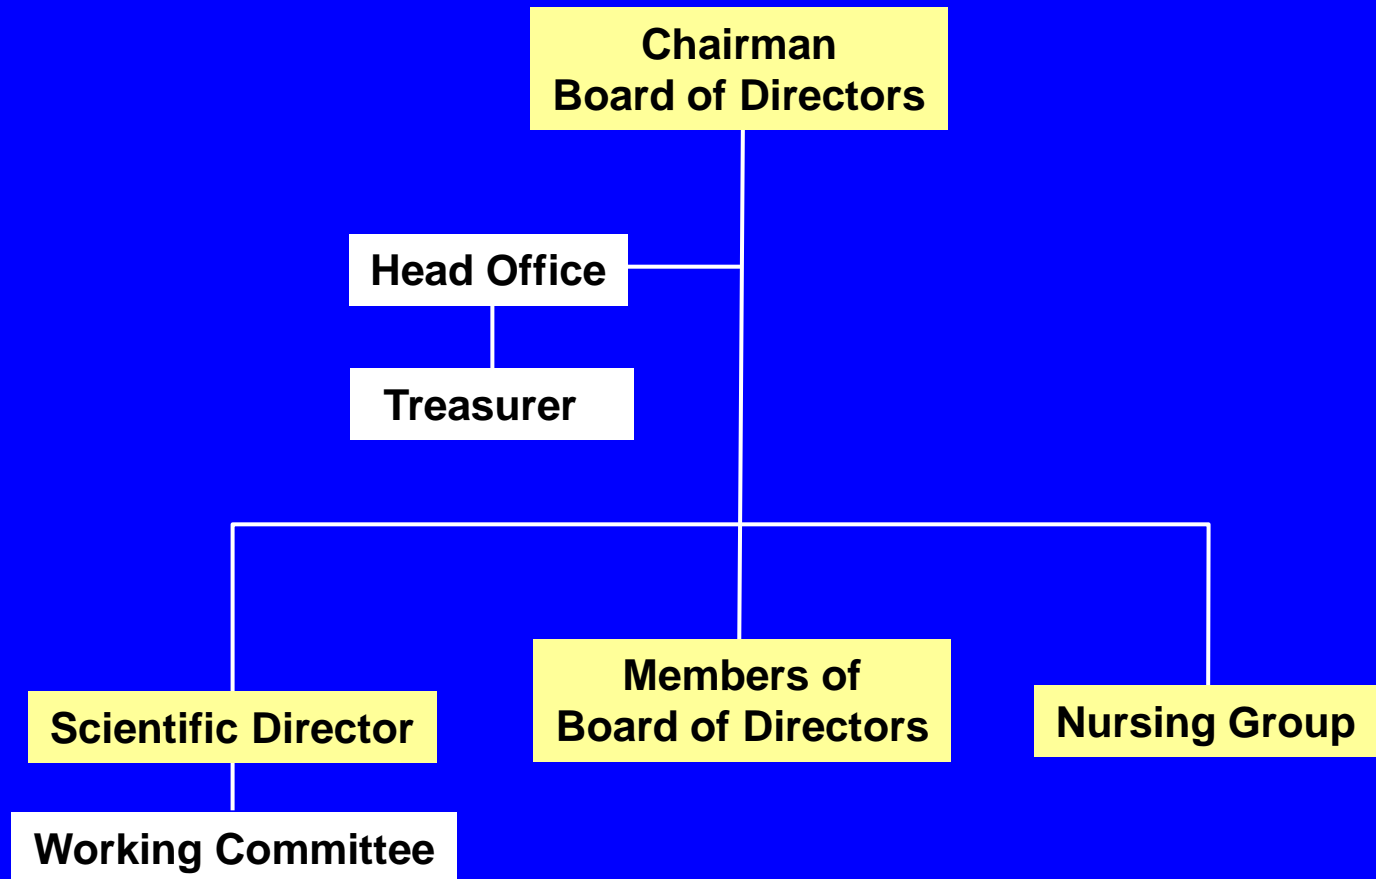 Chairman
Board of Directors
Head Office
Treasurer
Members of
Board of Directors
Scientific Director
Nursing Group
Working Committee